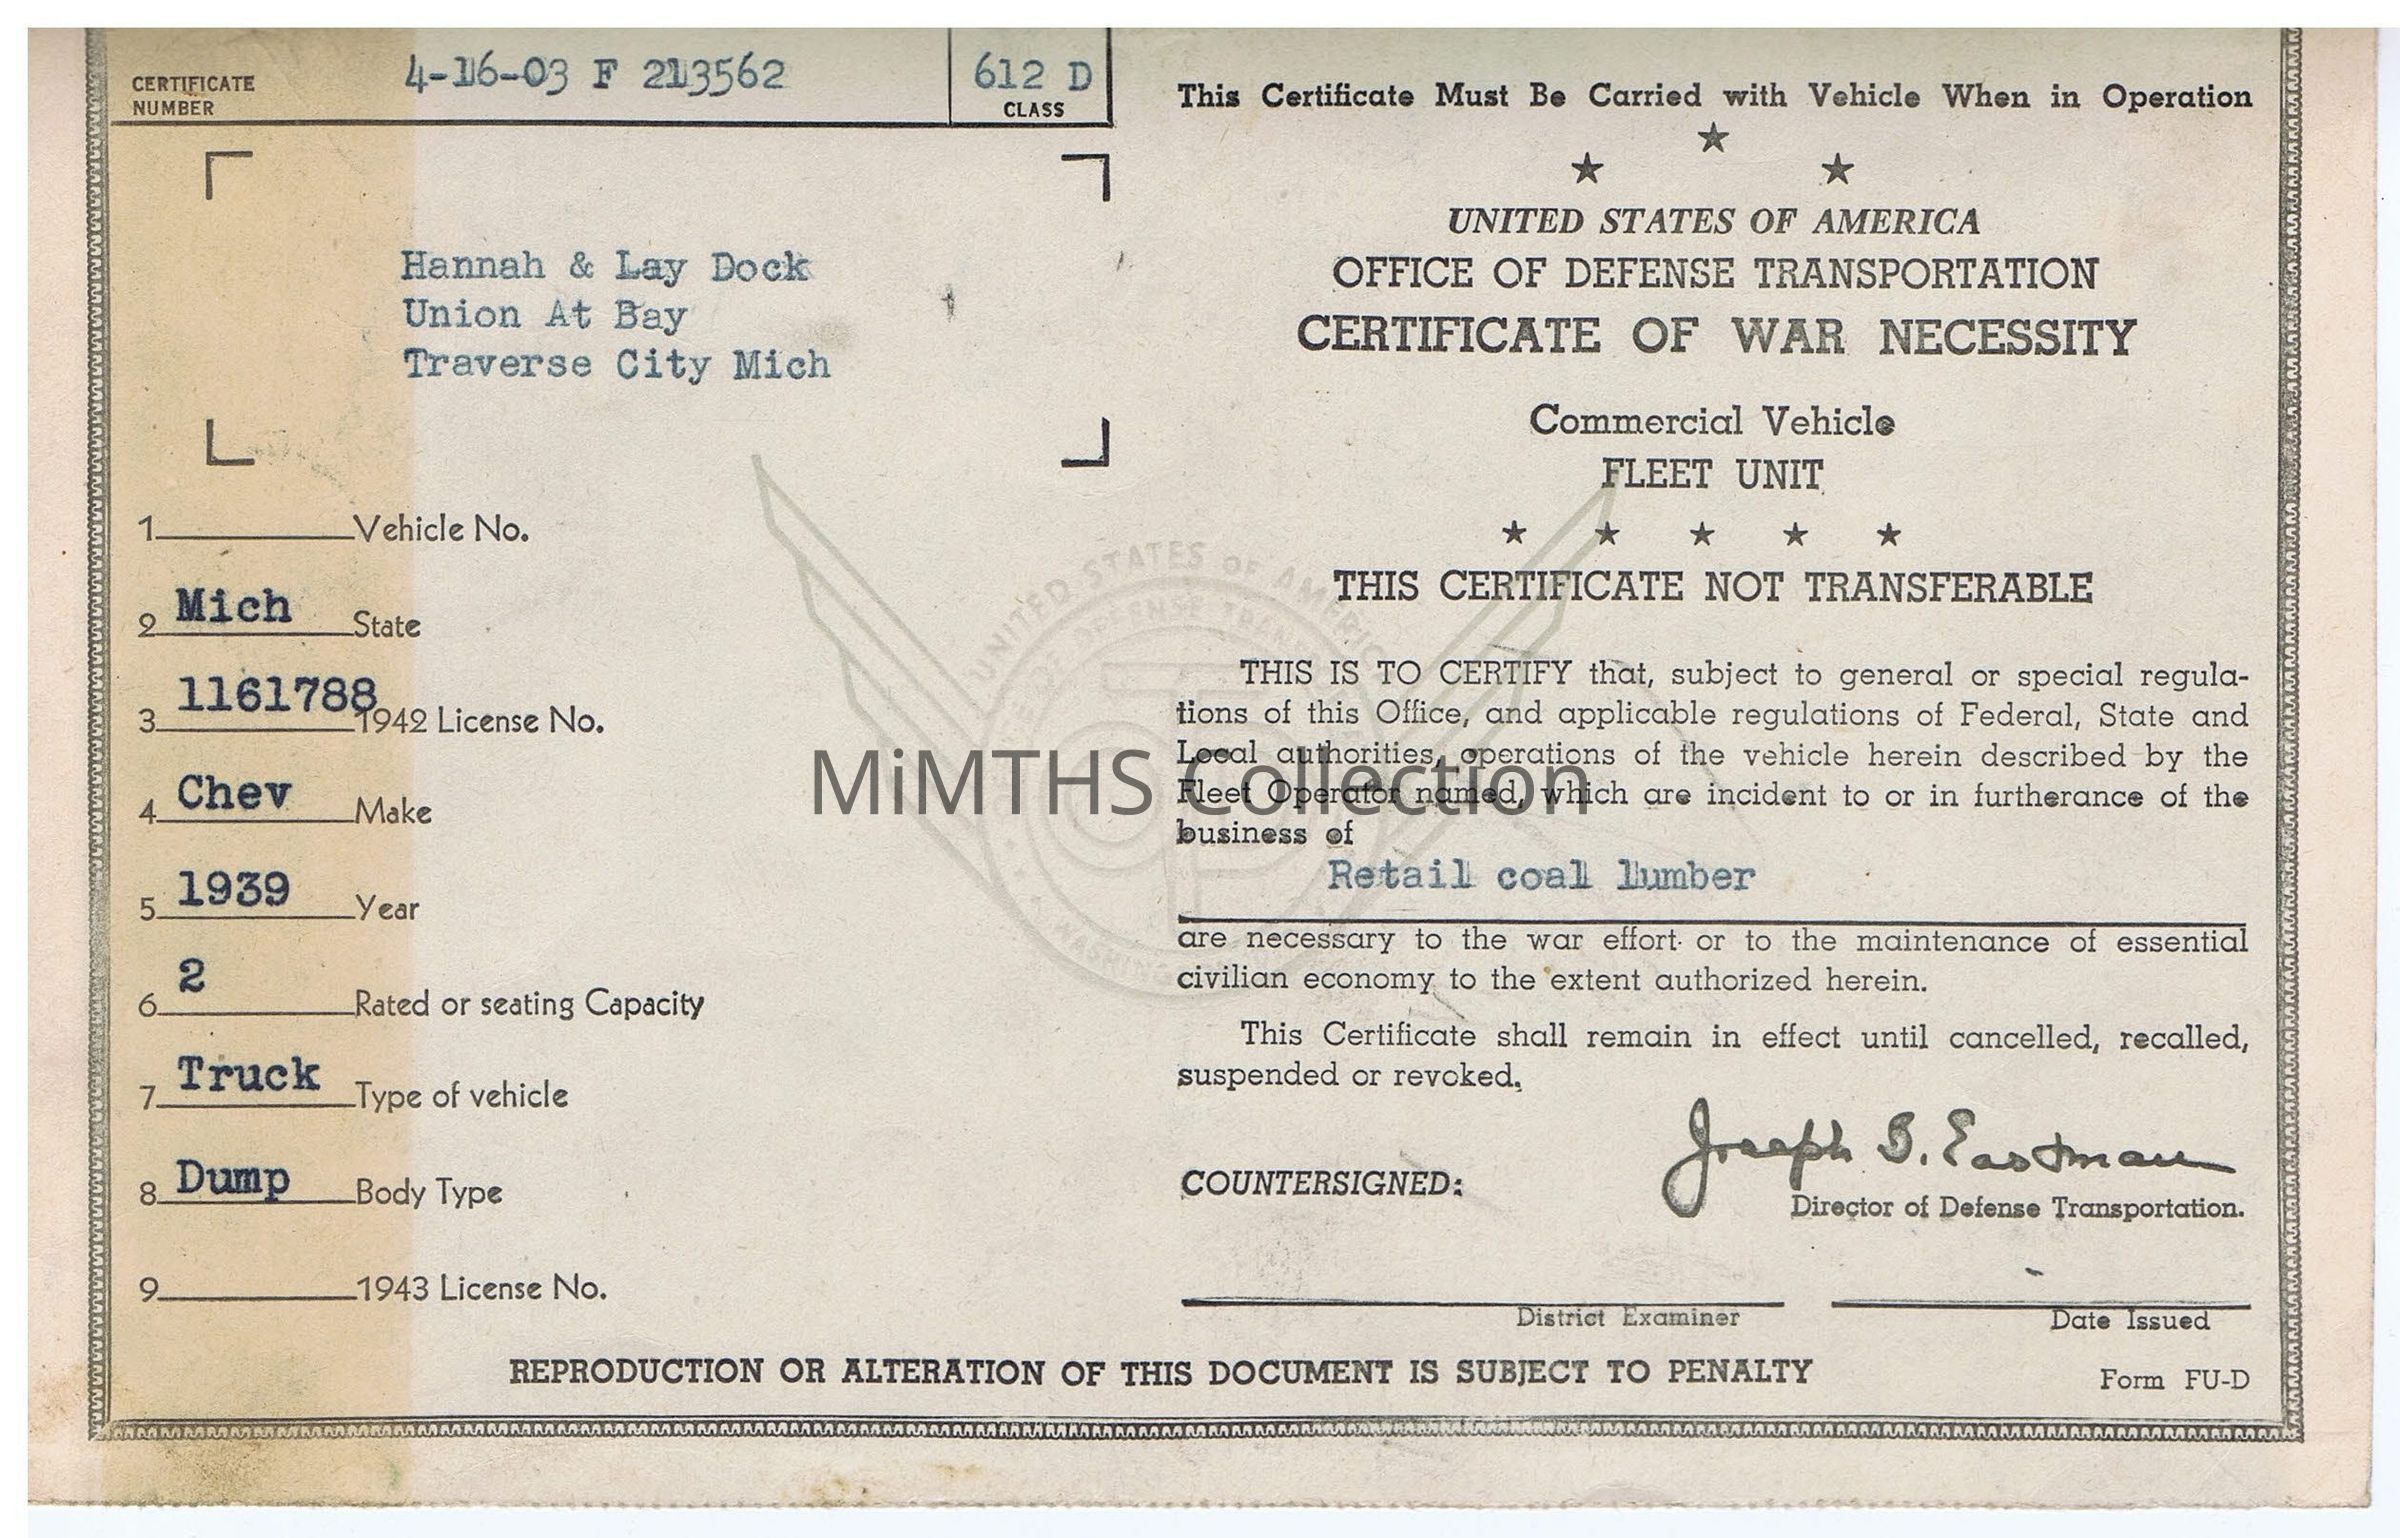 CERTIFICATE
NUMBER
4-16-03 F 213562
612 D
CLASS
Hannah & Lay Dock
Union At Bay
Traverse City Mich
1 Vehicle No.
2 Mich State
3 1161788 1942 License No.
4 Chev Make
5 1939 Year
6 2 Rated or seating Capacity
7 Truck Type of vehicle
8 Dump Body Type
9 1943 License No.
This Certificate Must Be Carried with Vehicle When in Operation
UNITED STATES OF AMERICA
OFFICE OF DEFENSE TRANSPORTATION
CERTIFICATE OF WAR NECESSITY
Commercial Vehicle
FLEET UNIT
THIS CERTIFICATE NOT TRANSFERABLE
THIS IS TO CERTIFY that, subject to general or special regula-
tions of this Office, and applicable regulations of Federal, State and
Local authorities, operations of the vehicle herein described by the
Fleet Operator named, which are incident to or in furtherance of the
business of
Retail coal lumber
are necessary to the war effort or to the maintenance of essential
civilian economy to the extent authorized herein.
This Certificate shall remain in effect until cancelled, recalled,
suspended or revoked.
Joseph B. Eastman
COUNTERSIGNED:
Director of Defense Transportation.
District Examiner
Date Issued
REPRODUCTION OR ALTERATION OF THIS DOCUMENT IS SUBJECT TO PENALTY
Form FU-D
UNITED STATES OF AMERICA
MiMTHS Collection